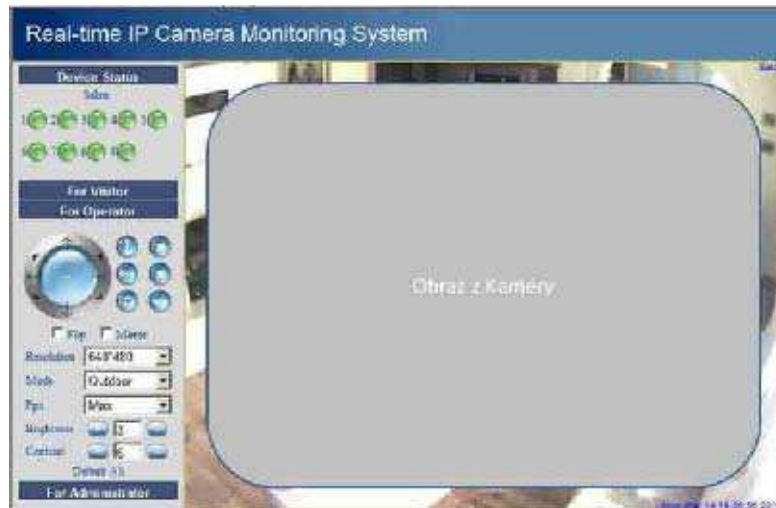 Real-time IP Camera Monitoring System
Device Status
For Visitor
For Operator
Obraz z Kamery
Flip Mirror
Resolution 640*480
Mode Outdoor
Fps Max
Brightness
Contrast 6
Default All
For Administrator